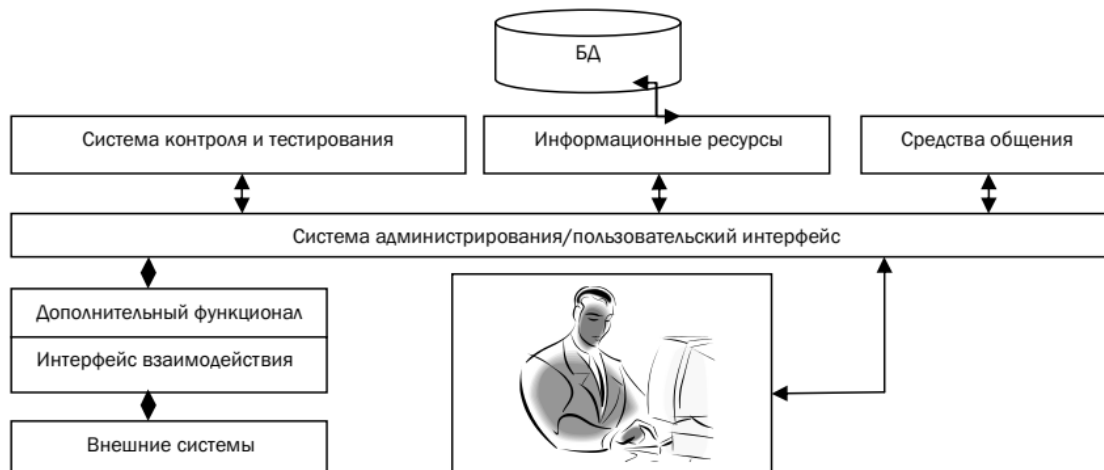 БД
Система контроля и тестирования
Информационные ресурсы
Средства общения
Система администрирования/пользовательский интерфейс
Дополнительный функционал
Интерфейс взаимодействия
Внешние системы